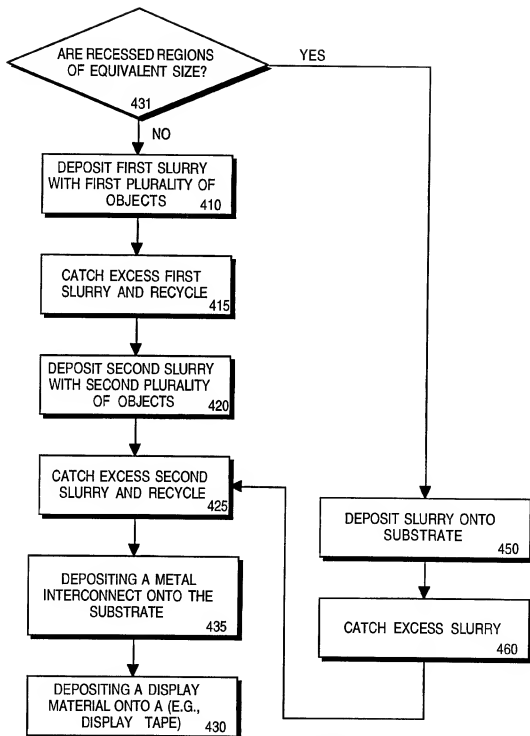 ARE RECESSED REGIONS
OF EQUIVALENT SIZE?
431
YES
NO
DEPOSIT FIRST SLURRY
WITH FIRST PLURALITY OF
OBJECTS
410
CATCH EXCESS FIRST
SLURRY AND RECYCLE
415
DEPOSIT SECOND SLURRY
WITH SECOND PLURALITY
OF OBJECTS
420
CATCH EXCESS SECOND
SLURRY AND RECYCLE
425
DEPOSITING A METAL
INTERCONNECT ONTO THE
SUBSTRATE
435
DEPOSITING A DISPLAY
MATERIAL ONTO A (E.G.,
DISPLAY TAPE)
430
DEPOSIT SLURRY ONTO
SUBSTRATE
450
CATCH EXCESS SLURRY
460